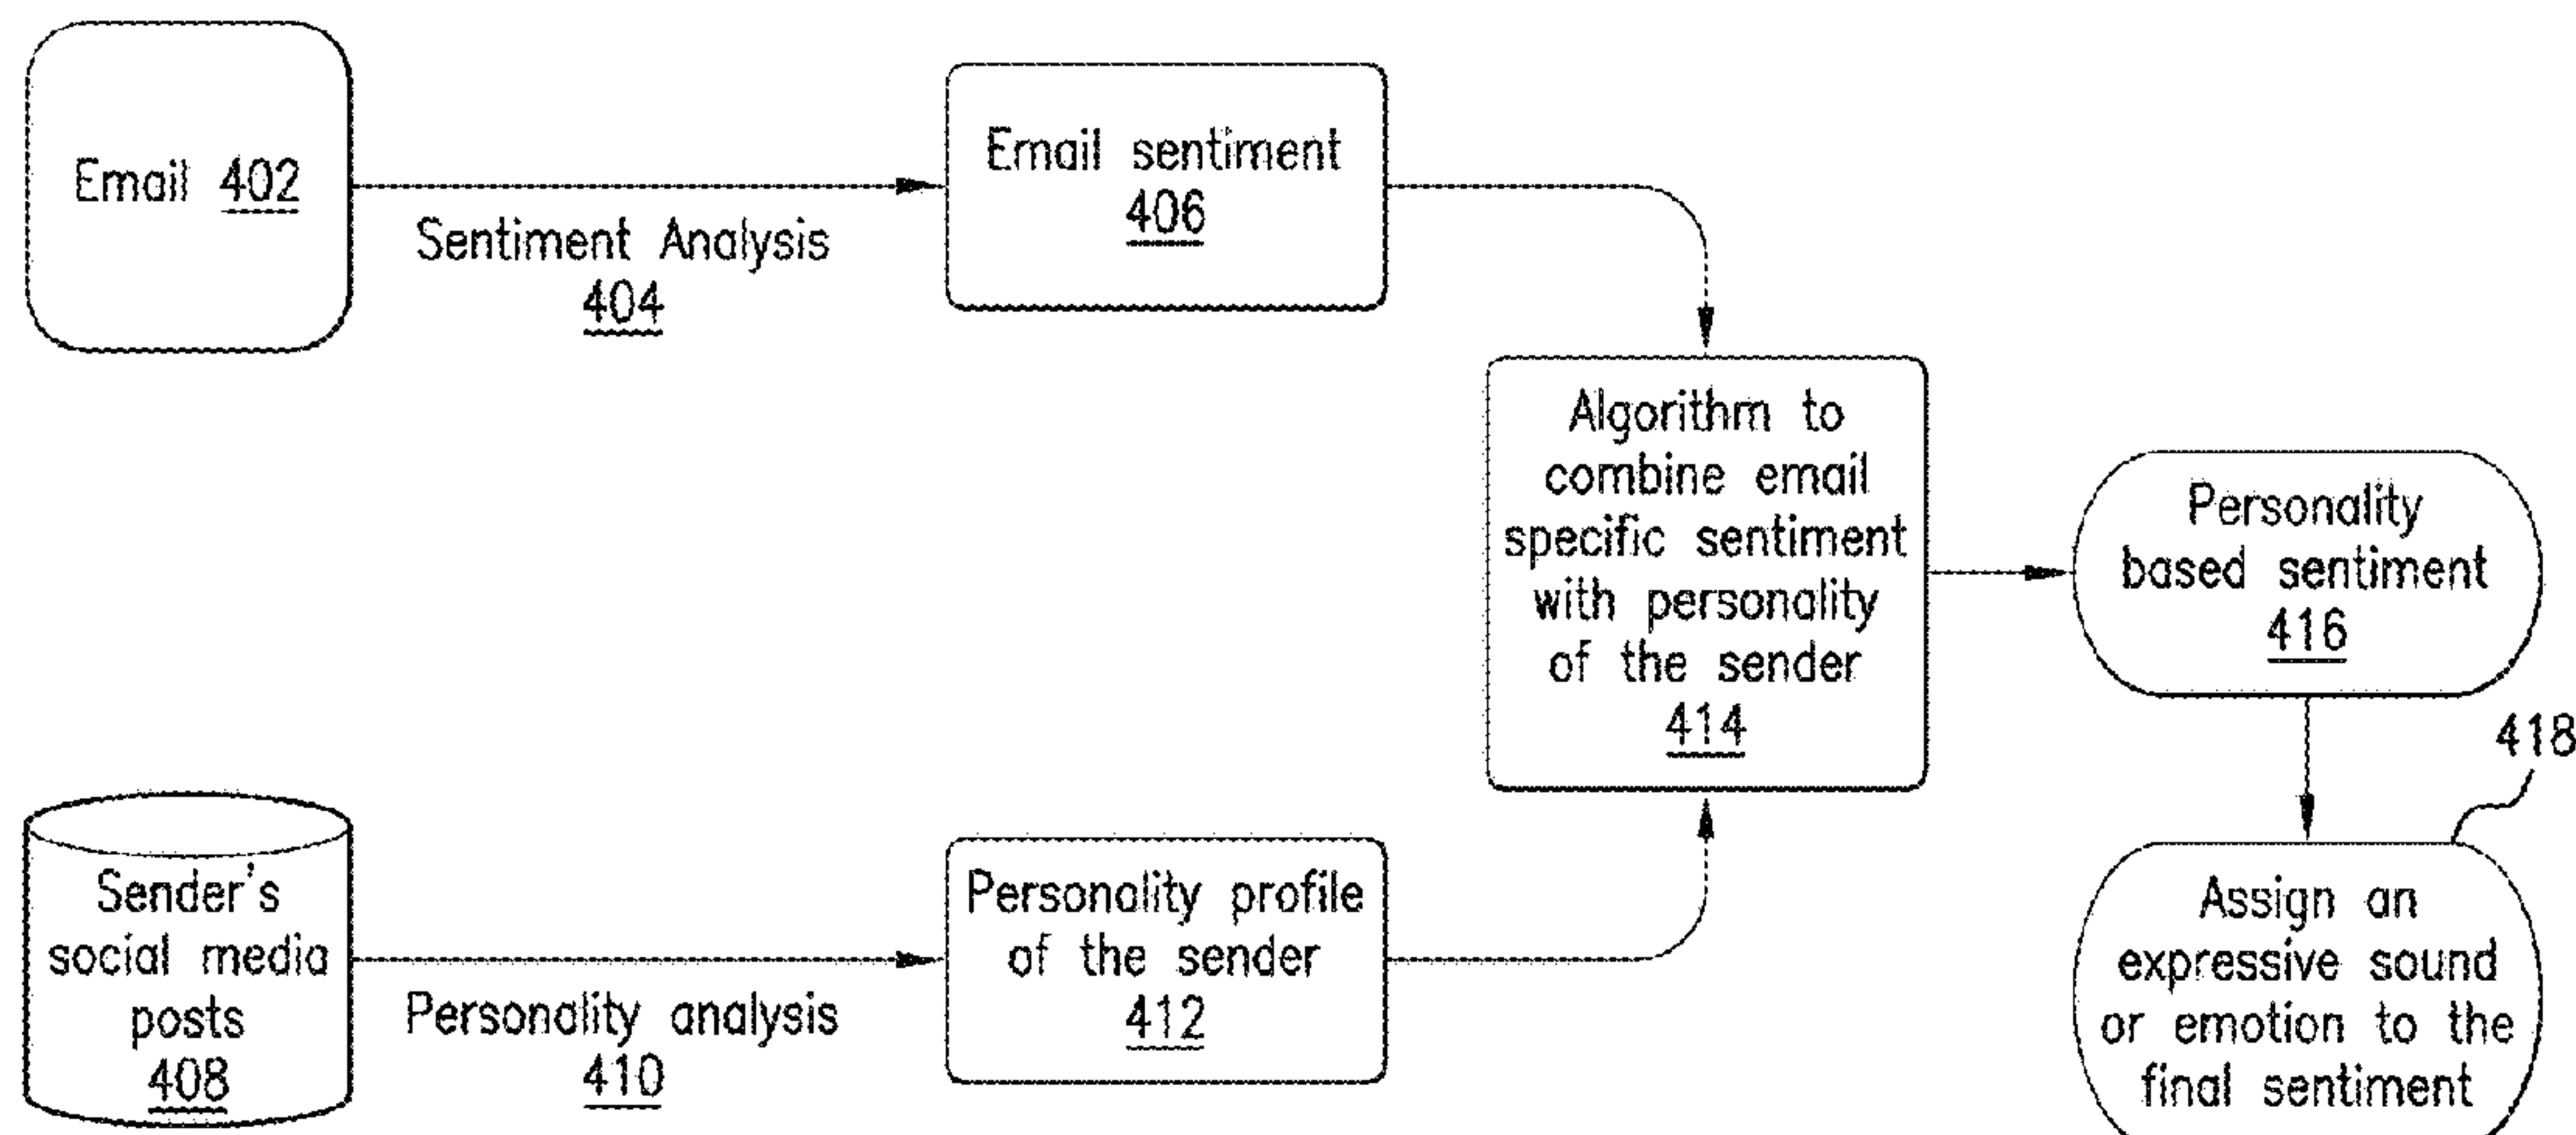 Email 402
Sentiment Analysis
404
Email sentiment
406
Algorithm to
combine email
specific sentiment
with personality
of the sender
414
Personality
based sentiment
416
418
Sender's
social media
posts
408
Personality analysis
410
Personality profile
of the sender
412
Assign an
expressive sound
or emotion to the
final sentiment